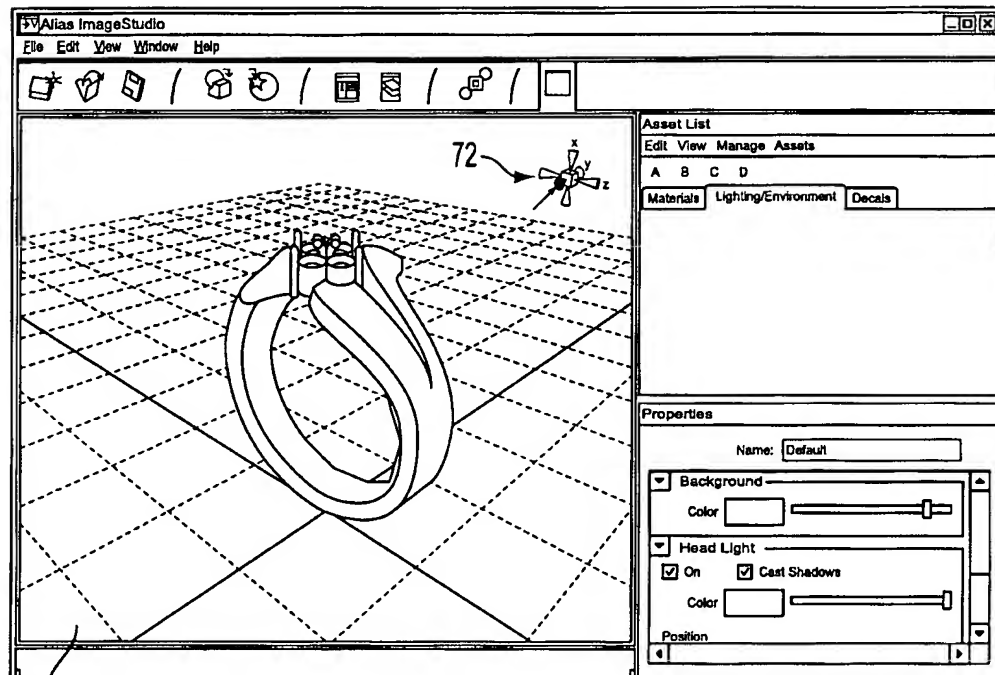 Alias ImageStudio
File Edit View Window Help
72
x
y
z
Asset List
Edit View Manage Assets
A B C D
Materials Lighting/Environment Decals
Properties
Name: Default
Background
Color
Head Light
On Cast Shadows
Color
Position